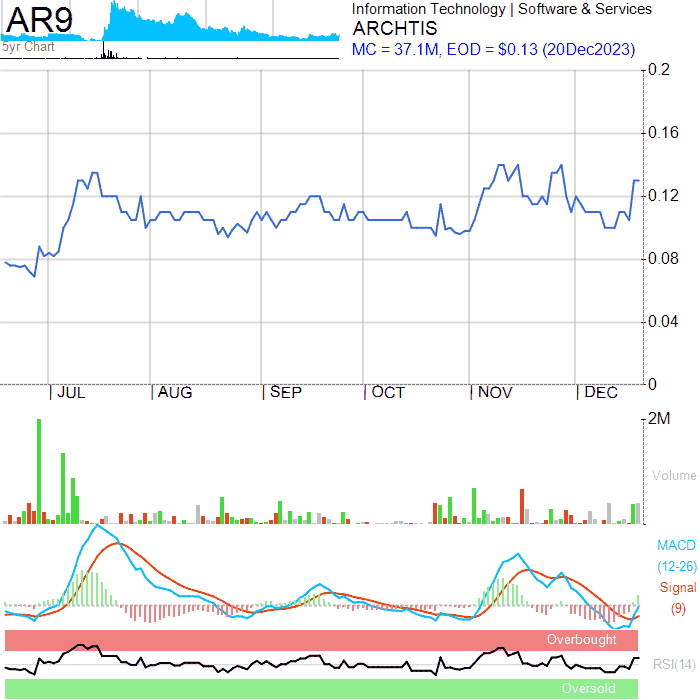 AR9
5yr Chart
Information Technology | Software & Services
ARCHTIS
MC = 37.1M, EOD = $0.13 (20Dec2023)
0.2
0.16
0.12
0.08
0.04
0
JUL AUG SEP OCT NOV DEC
2M
Volume
MACD
(12-26)
Signal
(9)
Overbought
RSI(14)
Oversold